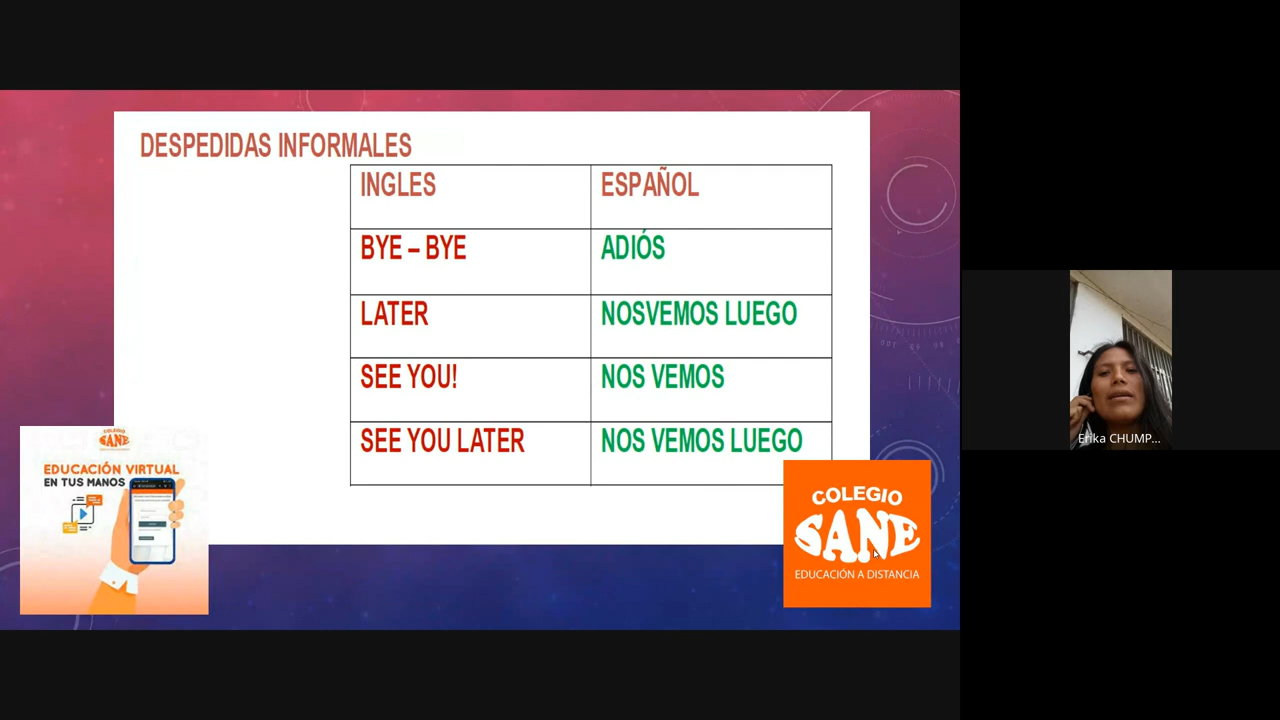 DESPEDIDAS INFORMALES
INGLES ESPAÑOL
BYE – BYE ADIÓS
LATER NOSVEMOS LUEGO
SEE YOU! NOS VEMOS
SEE YOU LATER NOS VEMOS LUEGO
COLEGIO
SANE
EDUCACIÓN VIRTUAL
EN TUS MANOS
COLEGIO
SANE
EDUCACIÓN A DISTANCIA
Erika CHUMP...